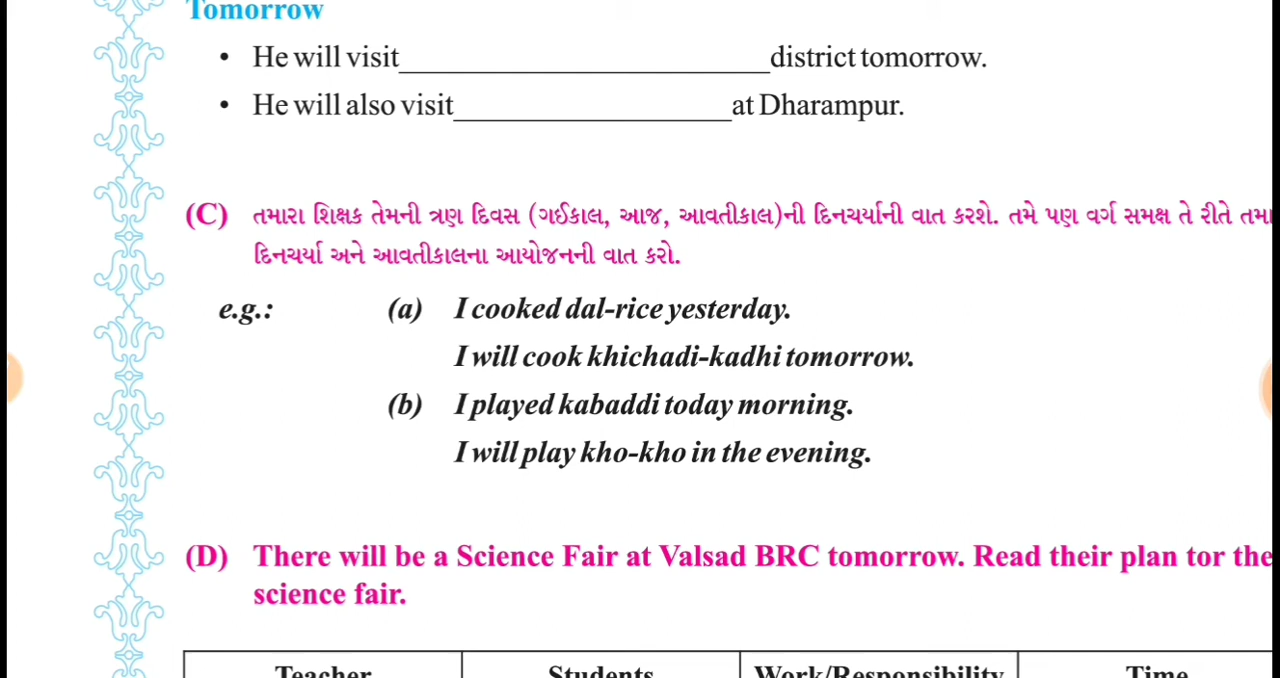 Tomorrow
• He will visit____________________district tomorrow.
• He will also visit_______________at Dharampur.
(C) તમારા શિક્ષક તેમની ત્રણ દિવસ (ગઈકાલ, આજ, આવતીકાલ)ની દિનચર્યાની વાત કરશે. તમે પણ વર્ગ સમક્ષ તે રીતે
દિનચર્યા અને આવતીકાલના આયોજનની વાત કરો.
e.g.: (a) I cooked dal-rice yesterday.
I will cook khichadi-kadhi tomorrow.
(b) I played kabaddi today morning.
I will play kho-kho in the evening.
(D) There will be a Science Fair at Valsad BRC tomorrow. Read their plan tor the
science fair.
Teacher Students Work/Responsibility Time